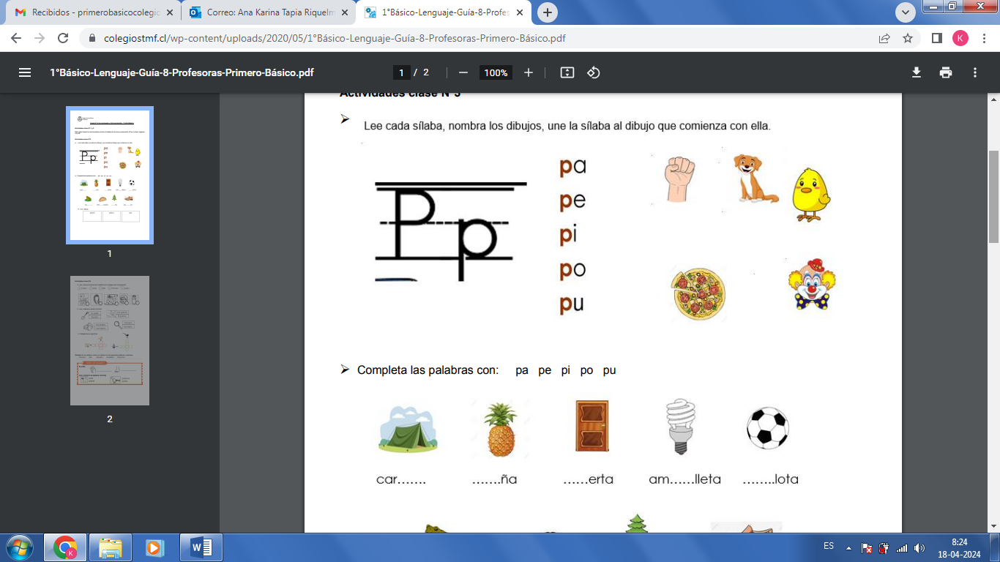 Recibidos - primerobasicocolegic
Correo: Ana Karina Tapia Riquelm
1°Básico-Lenguaje-Guía-8-Profes
colegiostmf.cl/wp-content/uploads/2020/05/1°Básico-Lenguaje-Guía-8-Profesoras-Primero-Básico.pdf
K
1°Básico-Lenguaje-Guía-8-Profesoras-Primero-Básico.pdf
1 / 2
100%
1
2
Actividades clase N°3
Lee cada sílaba, nombra los dibujos, une la sílaba al dibujo que comienza con ella.
P p
pa
pe
pi
po
pu
Completa las palabras con: pa pe pi po pu
car.......
.......ña
......erta
am......lleta
........lota
K
W
ES
8:24
18-04-2024